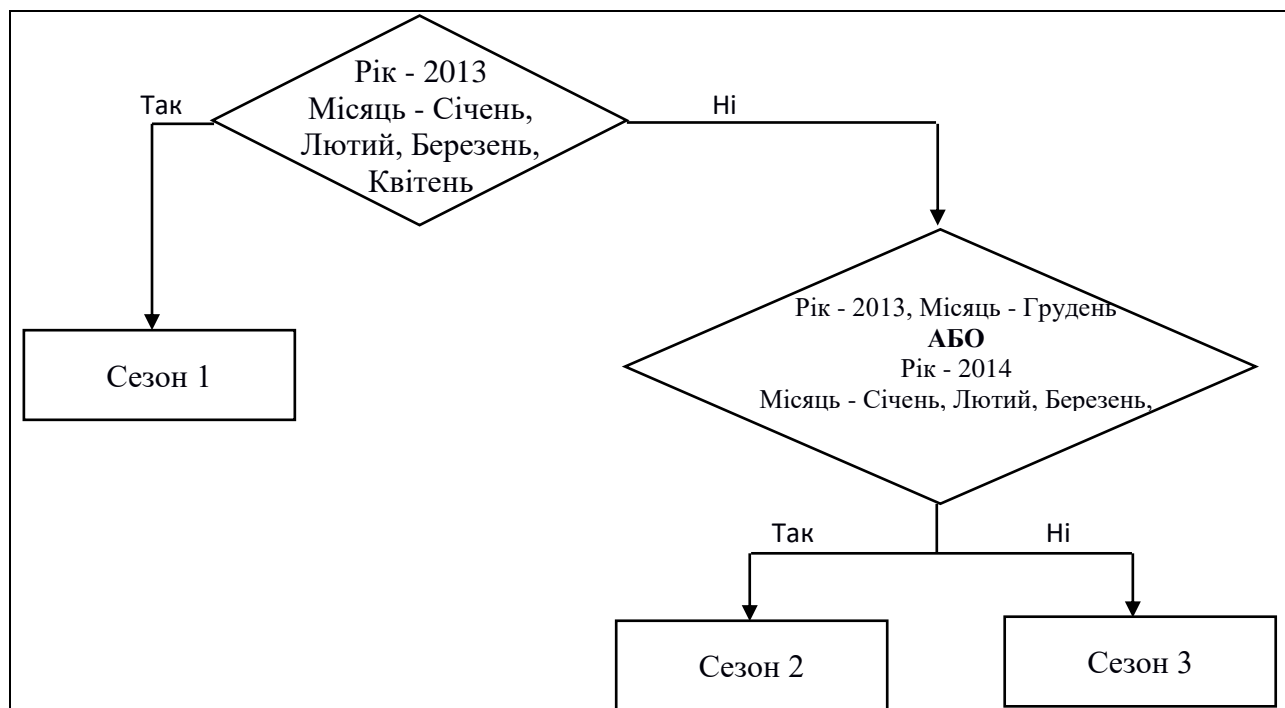 Рік - 2013
Місяць - Січень,
Лютий, Березень,
Квітень
Так
Ні
Рік - 2013, Місяць - Грудень
АБО
Рік - 2014
Місяць - Січень, Лютий, Березень,
Сезон 1
Так
Ні
Сезон 2
Сезон 3